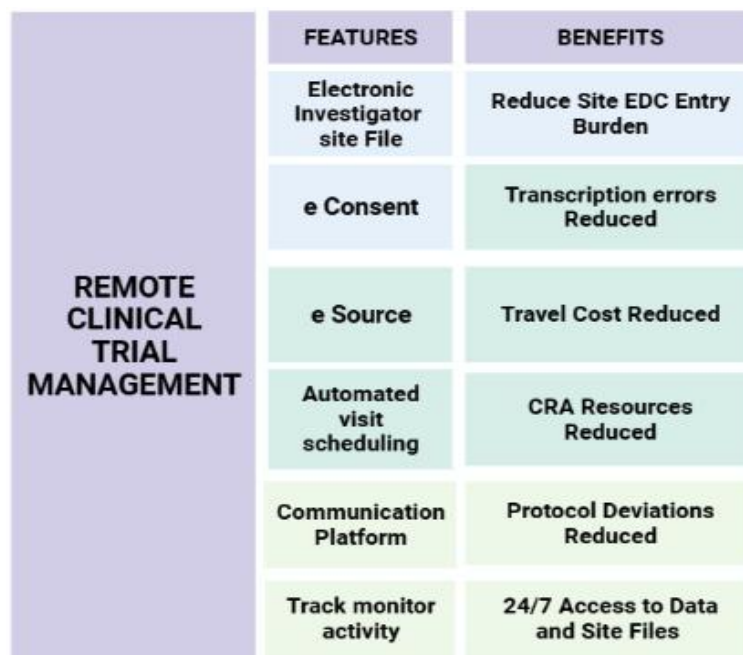 FEATURES
BENEFITS
REMOTE
CLINICAL
TRIAL
MANAGEMENT
Electronic
Investigator
site File
Reduce Site EDC Entry
Burden
e Consent
Transcription errors
Reduced
e Source
Travel Cost Reduced
Automated
visit
scheduling
CRA Resources
Reduced
Communication
Platform
Protocol Deviations
Reduced
Track monitor
activity
24/7 Access to Data
and Site Files